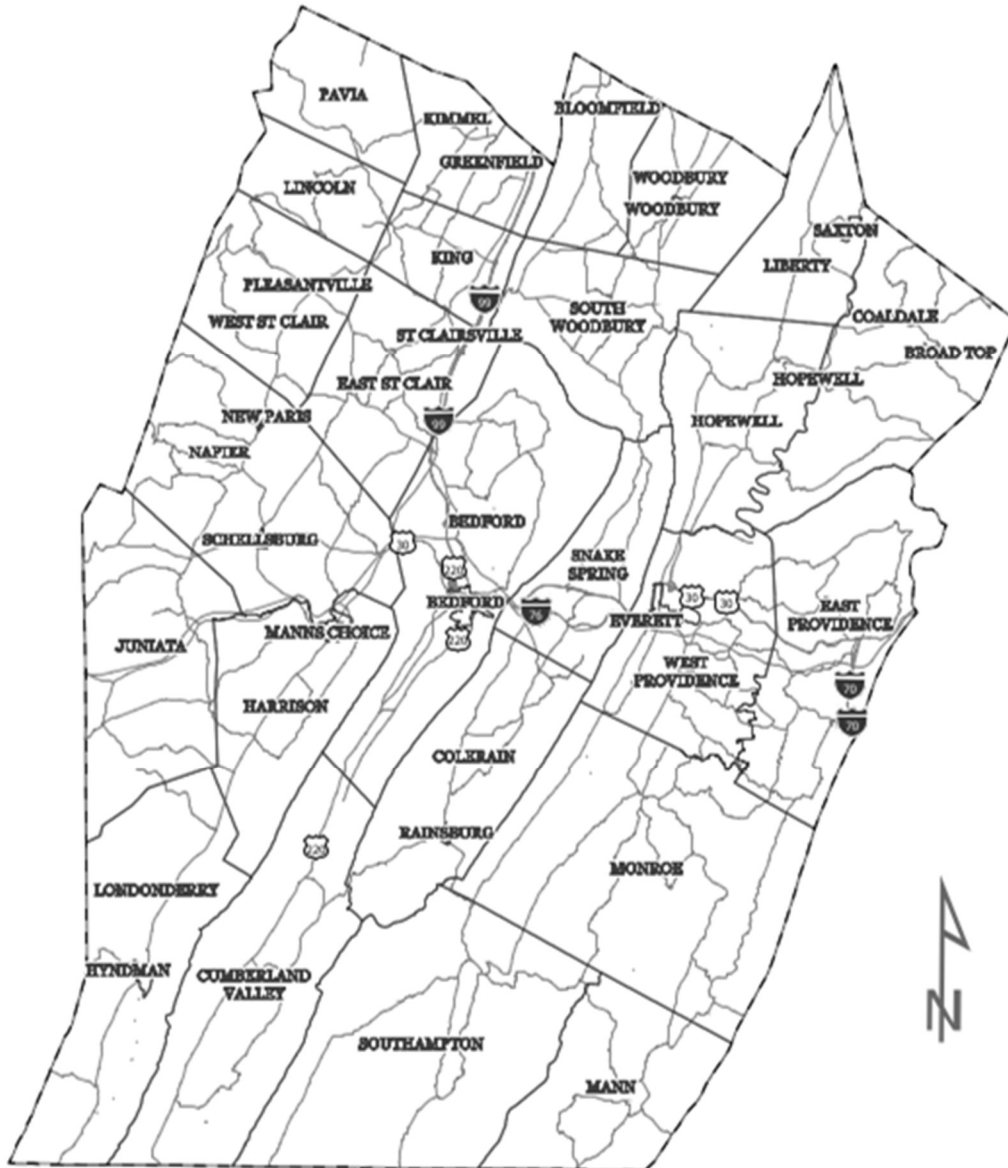 PAVIA
KIMMEL
BLOOMFIELD
GREENFIELD
LINCOLN
WOODBURY
WOODBURY
SAXTON
KING
LIBERTY
PLEASANTVILLE
99
WEST ST CLAIR
SOUTH
WOODBURY
COALDALE
ST CLAIRSVILLE
BROAD TOP
EAST ST CLAIR
HOPEWELL
NEW PARIS
99
HOPEWELL
NAPIER
BEDFORD
SCHELLSBURG
30
SNAKE
SPRING
220
BEDFORD
76
30
30
EVERETT
EAST
PROVIDENCE
MANNS CHOICE
220
JUNIATA
WEST
PROVIDENCE
70
HARRISON
70
COLERAIN
RAINSBURG
220
MONROE
LONDONDERRY
HYNDMAN
CUMBERLAND
VALLEY
N
SOUTHAMPTON
MANN